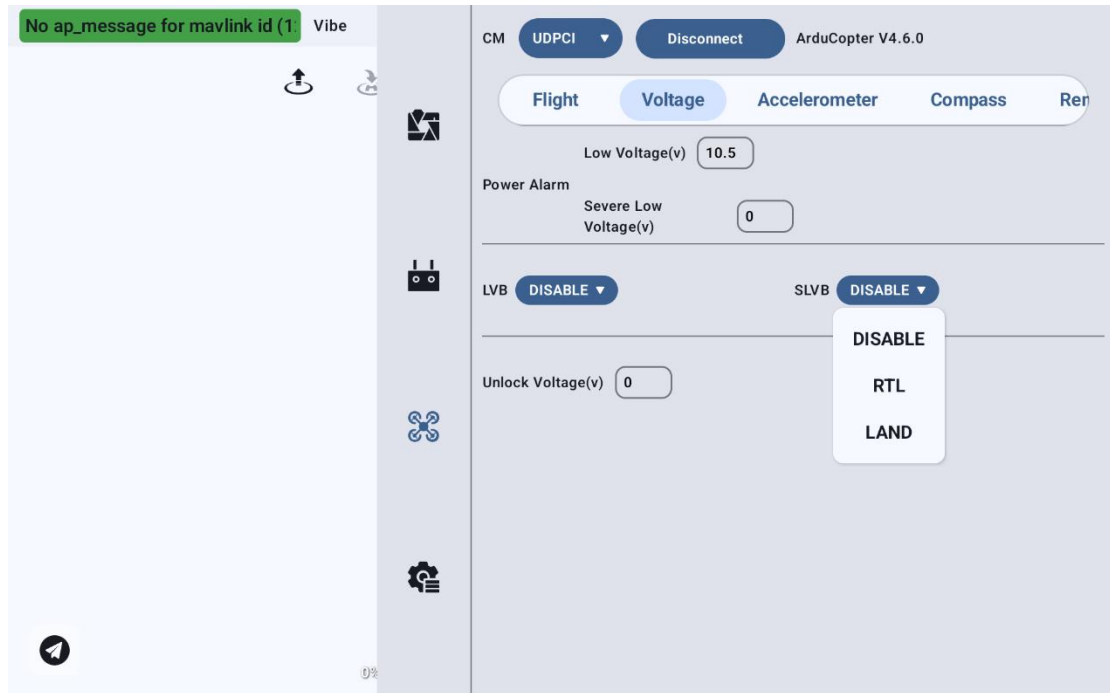 No ap_message for mavlink id (1 Vibe
CM UDPCI ▼ Disconnect ArduCopter V4.6.0
Flight Voltage Accelerometer Compass Rer
Low Voltage(v) 10.5
Power Alarm
Severe Low
Voltage(v) 0
LVB DISABLE ▼ SLVB DISABLE ▼
DISABLE
RTL
LAND
Unlock Voltage(v) 0
0%